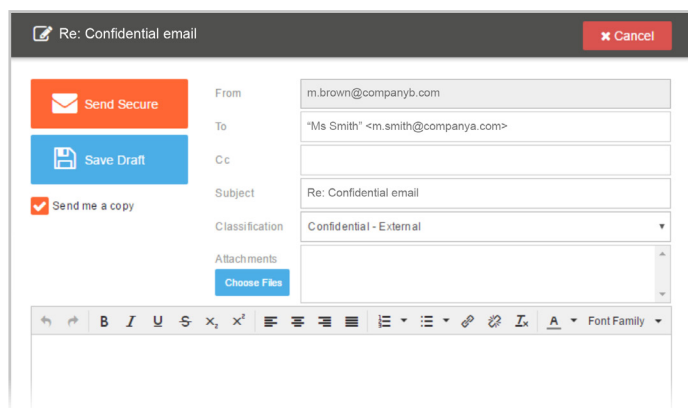 Re: Confidential email
Cancel
Send Secure
Save Draft
Send me a copy
From m.brown@companyb.com
To "Ms Smith" <m.smith@companya.com>
Cc
Subject Re: Confidential email
Classification Confidential - External
Attachments
Choose Files
B I U S X₂ X² Ix A Font Family